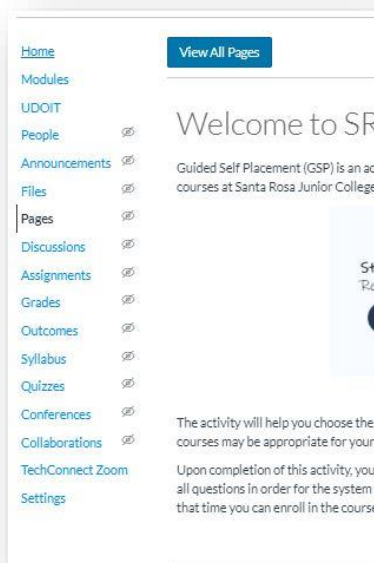 Home
Modules
UDOIT
People
Announcements
Files
Pages
Discussions
Assignments
Grades
Outcomes
Syllabus
Quizzes
Conferences
Collaborations
TechConnect Zoom
Settings
View All Pages
Welcome to SR
Guided Self Placement (GSP) is an
courses at Santa Rosa Junior College
The activity will help you choose the
courses may be appropriate for your
Upon completion of this activity, you
all questions in order for the system
that time you can enroll in the course